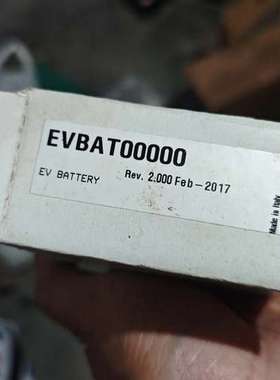 EVBAT00000
EV BATTERY Rev. 2.000 Feb-2017
Made in Italy